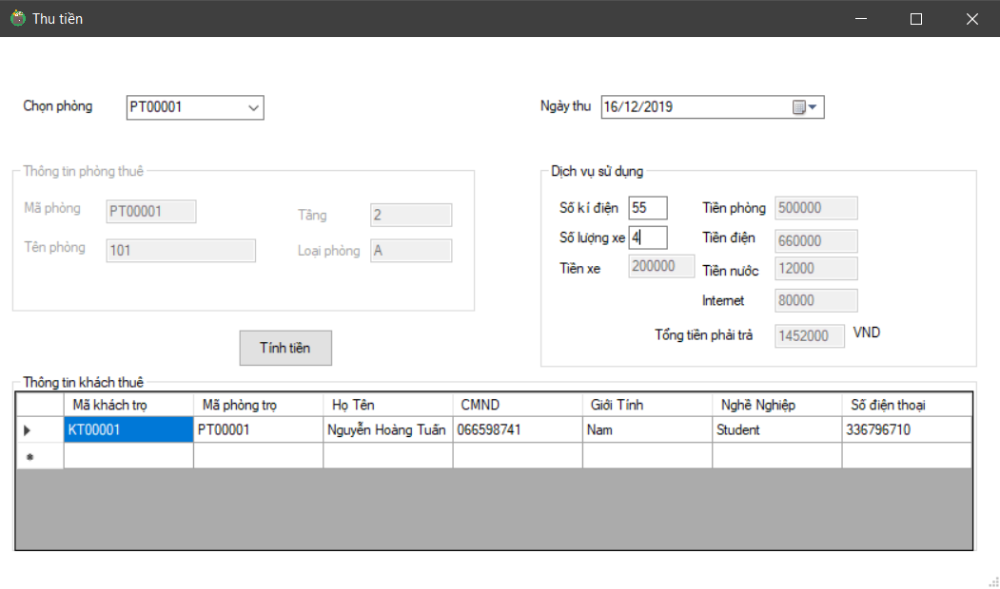 Thu tiền
Chọn phòng PT00001 Ngày thu 16/12/2019
Thông tin phòng thuê
Mã phòng PT00001 Tầng 2
Tên phòng 101 Loại phòng A
Dịch vụ sử dụng
Số kí điện 55 Tiền phòng 500000
Số lượng xe 4 Tiền điện 660000
Tiền xe 200000 Tiền nước 12000
Internet 80000
Tổng tiền phải trả 1452000 VND
Tính tiền
Thông tin khách thuê
Mã khách trọ Mã phòng trọ Họ Tên CMND Giới Tính Nghề Nghiệp Số điện thoại
KT00001 PT00001 Nguyễn Hoàng Tuấn 066598741 Nam Student 336796710